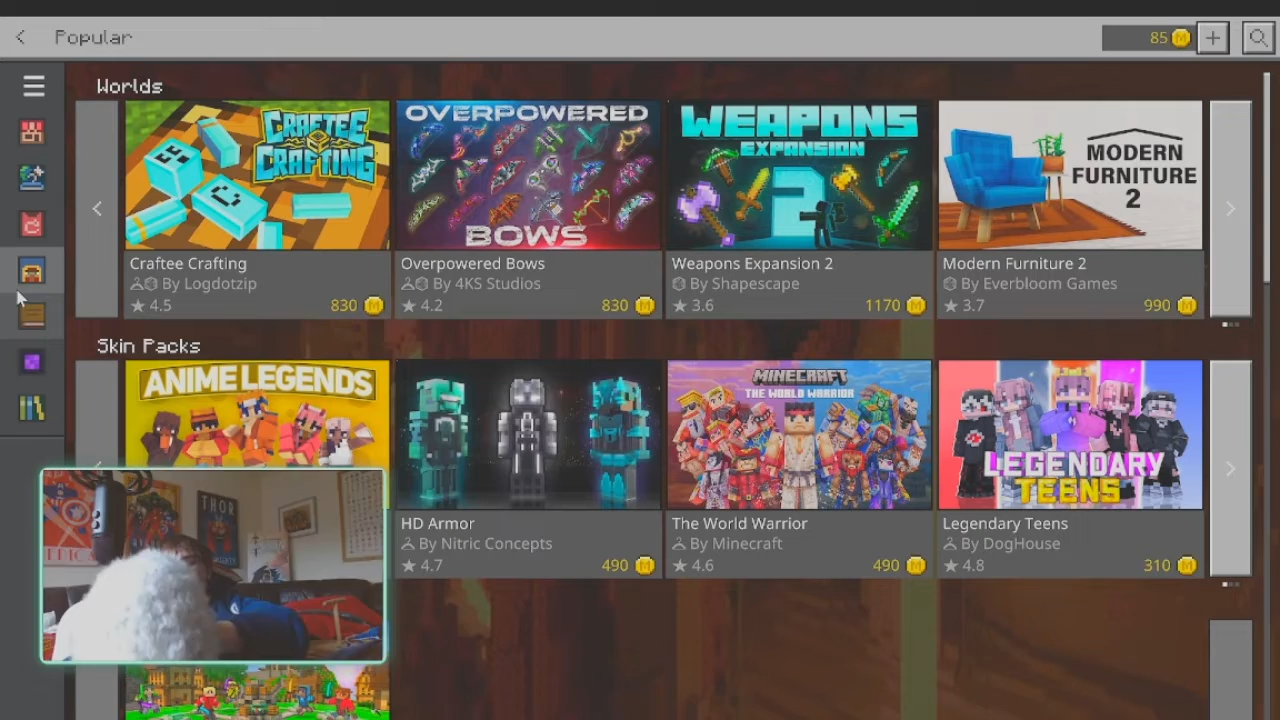 Popular
85
Worlds
CRAFTEE
CRAFTING
OVERPOWERED
BOWS
WEAPONS
EXPANSION
2
MODERN
FURNITURE
2
Craftee Crafting
By Logdotzip
4.5
830
Overpowered Bows
By 4KS Studios
4.2
830
Weapons Expansion 2
By Shapescape
3.6
1170
Modern Furniture 2
By Everbloom Games
3.7
990
Skin Packs
ANIME LEGENDS
MINECRAFT
THE WORLD WARRIOR
LEGENDARY
TEENS
HD Armor
By Nitric Concepts
4.7
490
The World Warrior
By Minecraft
4.6
490
Legendary Teens
By DogHouse
4.8
310
THOR